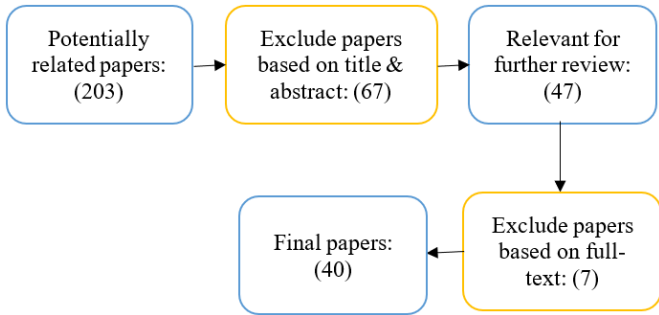 Potentially
related papers:
(203)
Exclude papers
based on title &
abstract: (67)
Relevant for
further review:
(47)
Exclude papers
based on full-
text: (7)
Final papers:
(40)